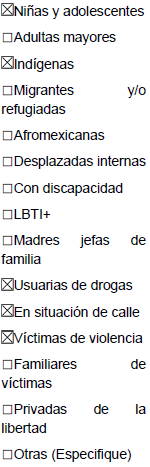 ☒Niñas y adolescentes
☐Adultas mayores
☒Indígenas
☐Migrantes y/o
refugiadas
☐Afromexicanas
☐Desplazadas internas
☐Con discapacidad
☐LBTI+
☐Madres jefas de
familia
☒Usuarias de drogas
☒En situación de calle
☒Víctimas de violencia
☐Familiares de
víctimas
☐Privadas de la
libertad
☐Otras (Especifique)